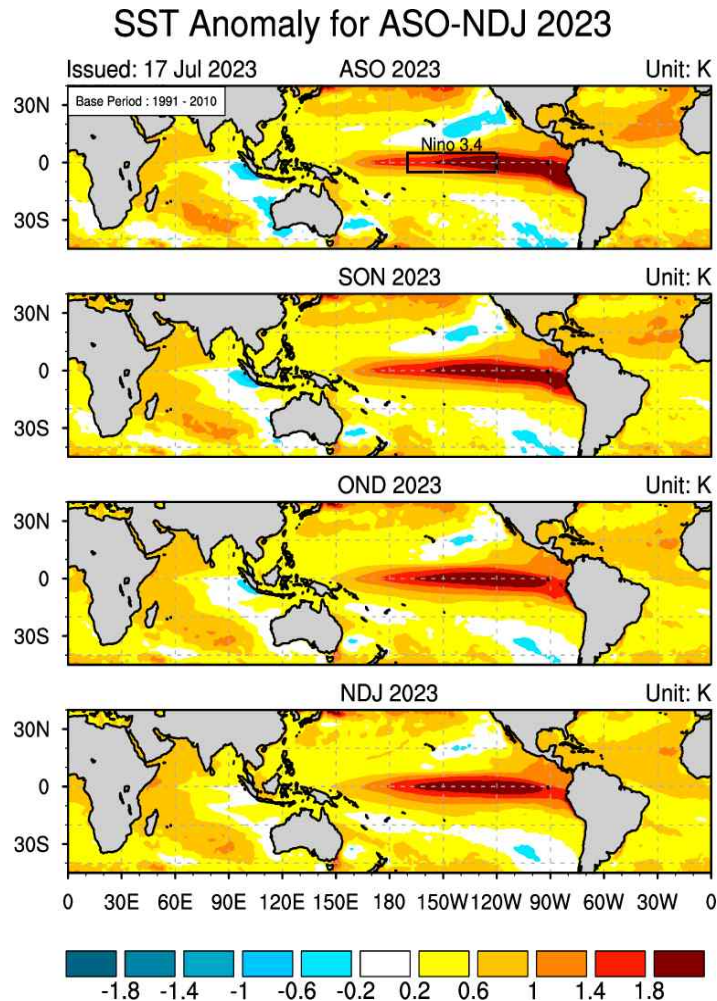 SST Anomaly for ASO-NDJ 2023
Issued: 17 Jul 2023 ASO 2023 Unit: K
Base Period : 1991 - 2010
30N
Nino 3.4
0
30S
SON 2023 Unit: K
30N
0
30S
OND 2023 Unit: K
30N
0
30S
NDJ 2023 Unit: K
30N
0
30S
0 30E 60E 90E 120E 150E 180 150W 120W 90W 60W 30W 0
-1.8 -1.4 -1 -0.6 -0.2 0.2 0.6 1 1.4 1.8